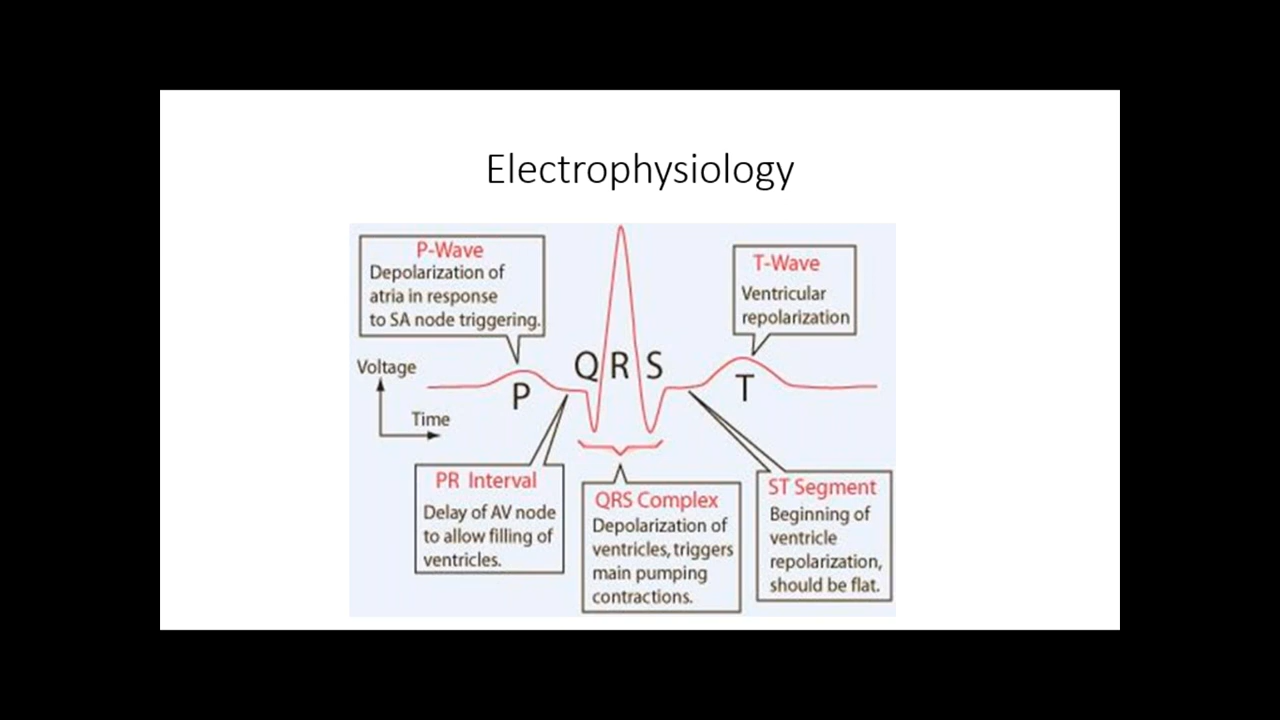 Electrophysiology
P-Wave
Depolarization of
atria in response
to SA node triggering.
T-Wave
Ventricular
repolarization
Voltage
Time
P
Q R S
T
PR Interval
Delay of AV node
to allow filling of
ventricles.
QRS Complex
Depolarization of
ventricles, triggers
main pumping
contractions.
ST Segment
Beginning of
ventricle
repolarization,
should be flat.